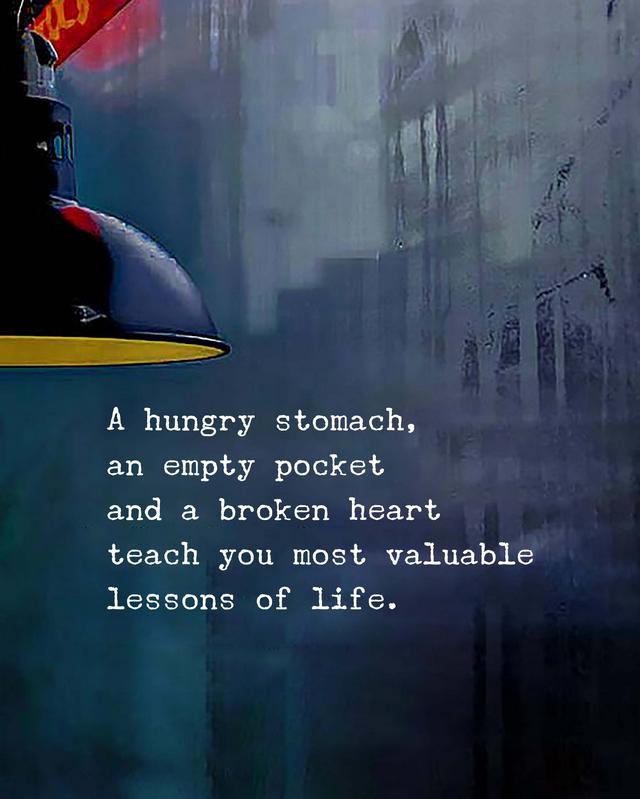 A hungry stomach,
an empty pocket
and a broken heart
teach you most valuable
lessons of life.